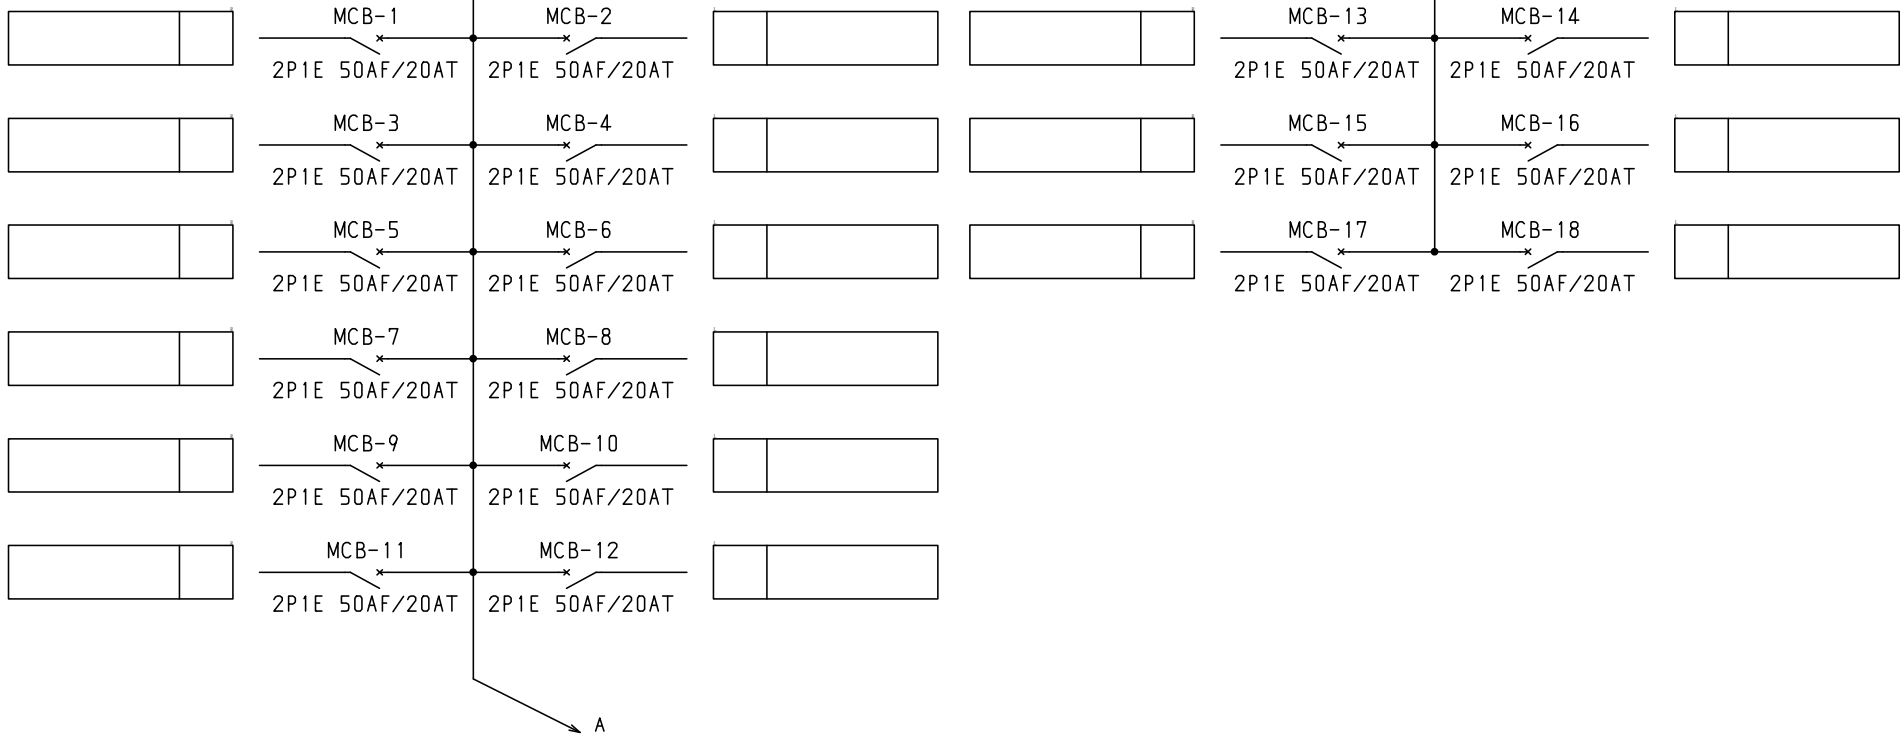 MCB-1 MCB-2
2P1E 50AF/20AT 2P1E 50AF/20AT
MCB-3 MCB-4
2P1E 50AF/20AT 2P1E 50AF/20AT
MCB-5 MCB-6
2P1E 50AF/20AT 2P1E 50AF/20AT
MCB-7 MCB-8
2P1E 50AF/20AT 2P1E 50AF/20AT
MCB-9 MCB-10
2P1E 50AF/20AT 2P1E 50AF/20AT
MCB-11 MCB-12
2P1E 50AF/20AT 2P1E 50AF/20AT
A
MCB-13 MCB-14
2P1E 50AF/20AT 2P1E 50AF/20AT
MCB-15 MCB-16
2P1E 50AF/20AT 2P1E 50AF/20AT
MCB-17 MCB-18
2P1E 50AF/20AT 2P1E 50AF/20AT